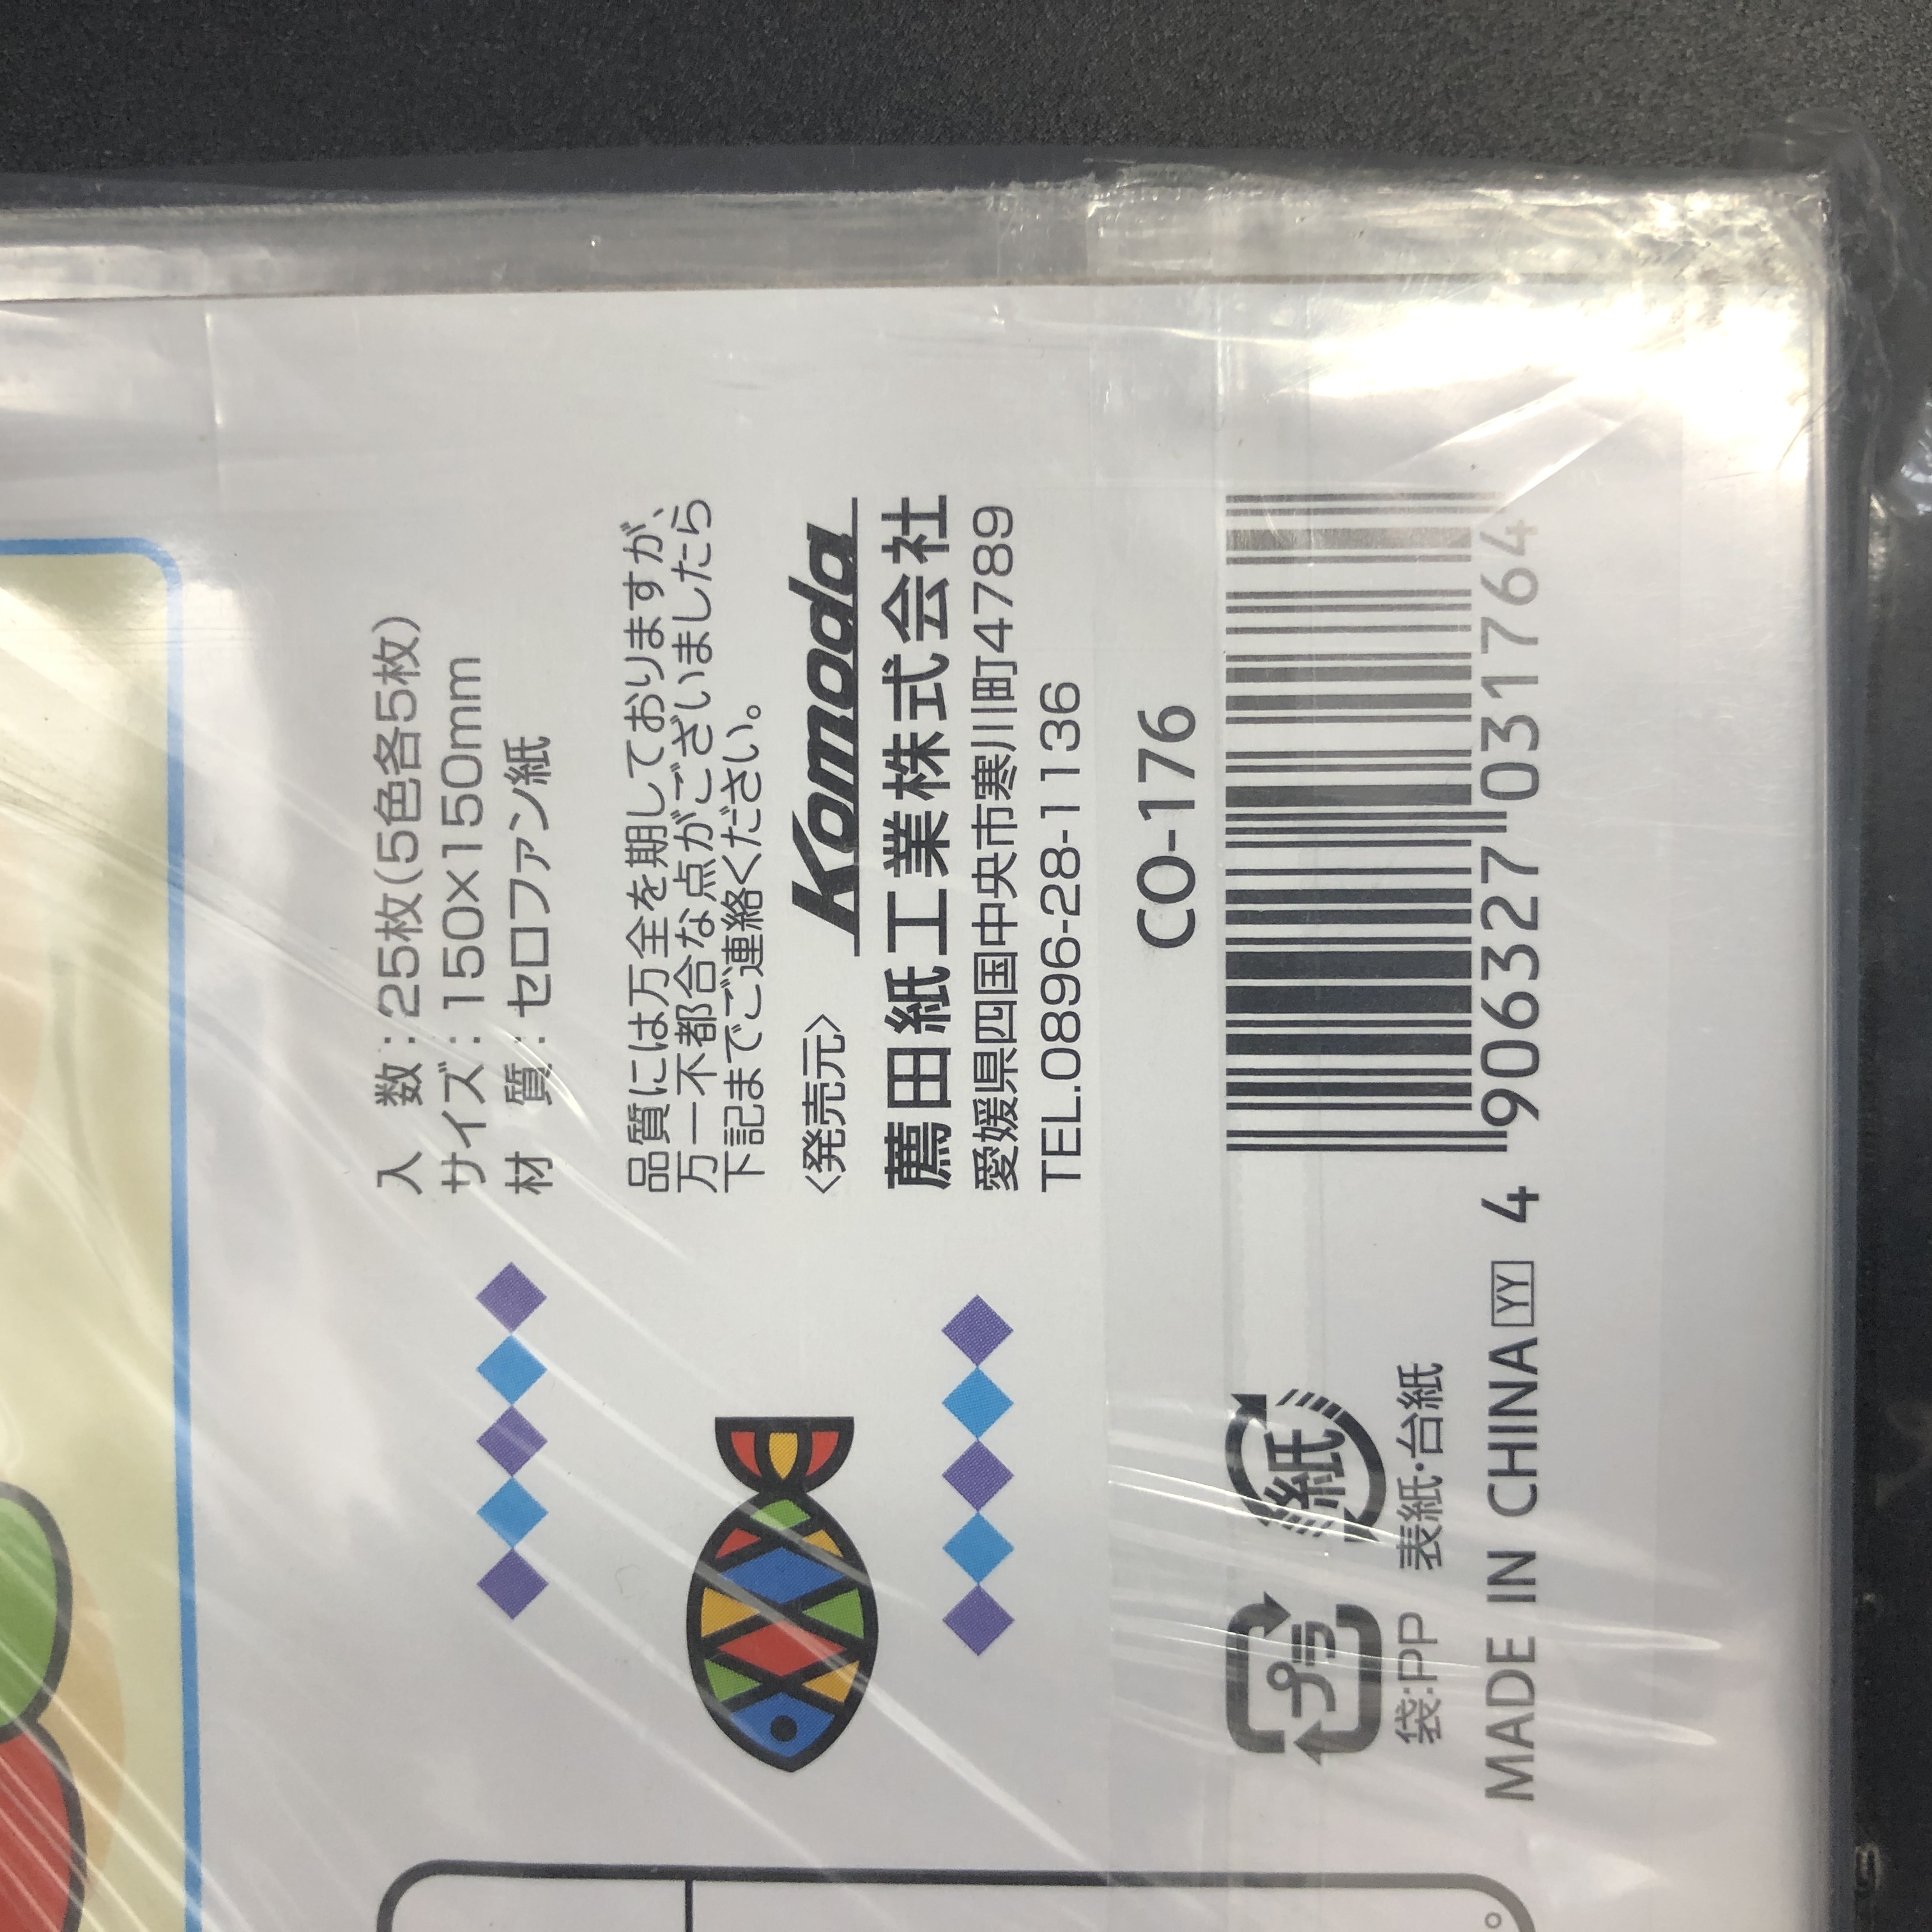 入　数：25枚(5色各5枚)
サイズ：150×150mm
材　質：セロファン紙
品質には万全を期しておりますが、
万一不都合な点がございましたら
下記までご連絡ください。
〈発売元〉 Komoda
薦田紙工業株式会社
愛媛県四国中央市寒川町4789
TEL.0896-28-1136
CO-176
プラ
袋:PP
紙
表紙・台紙
MADE IN CHINA YY
4 906327 031764